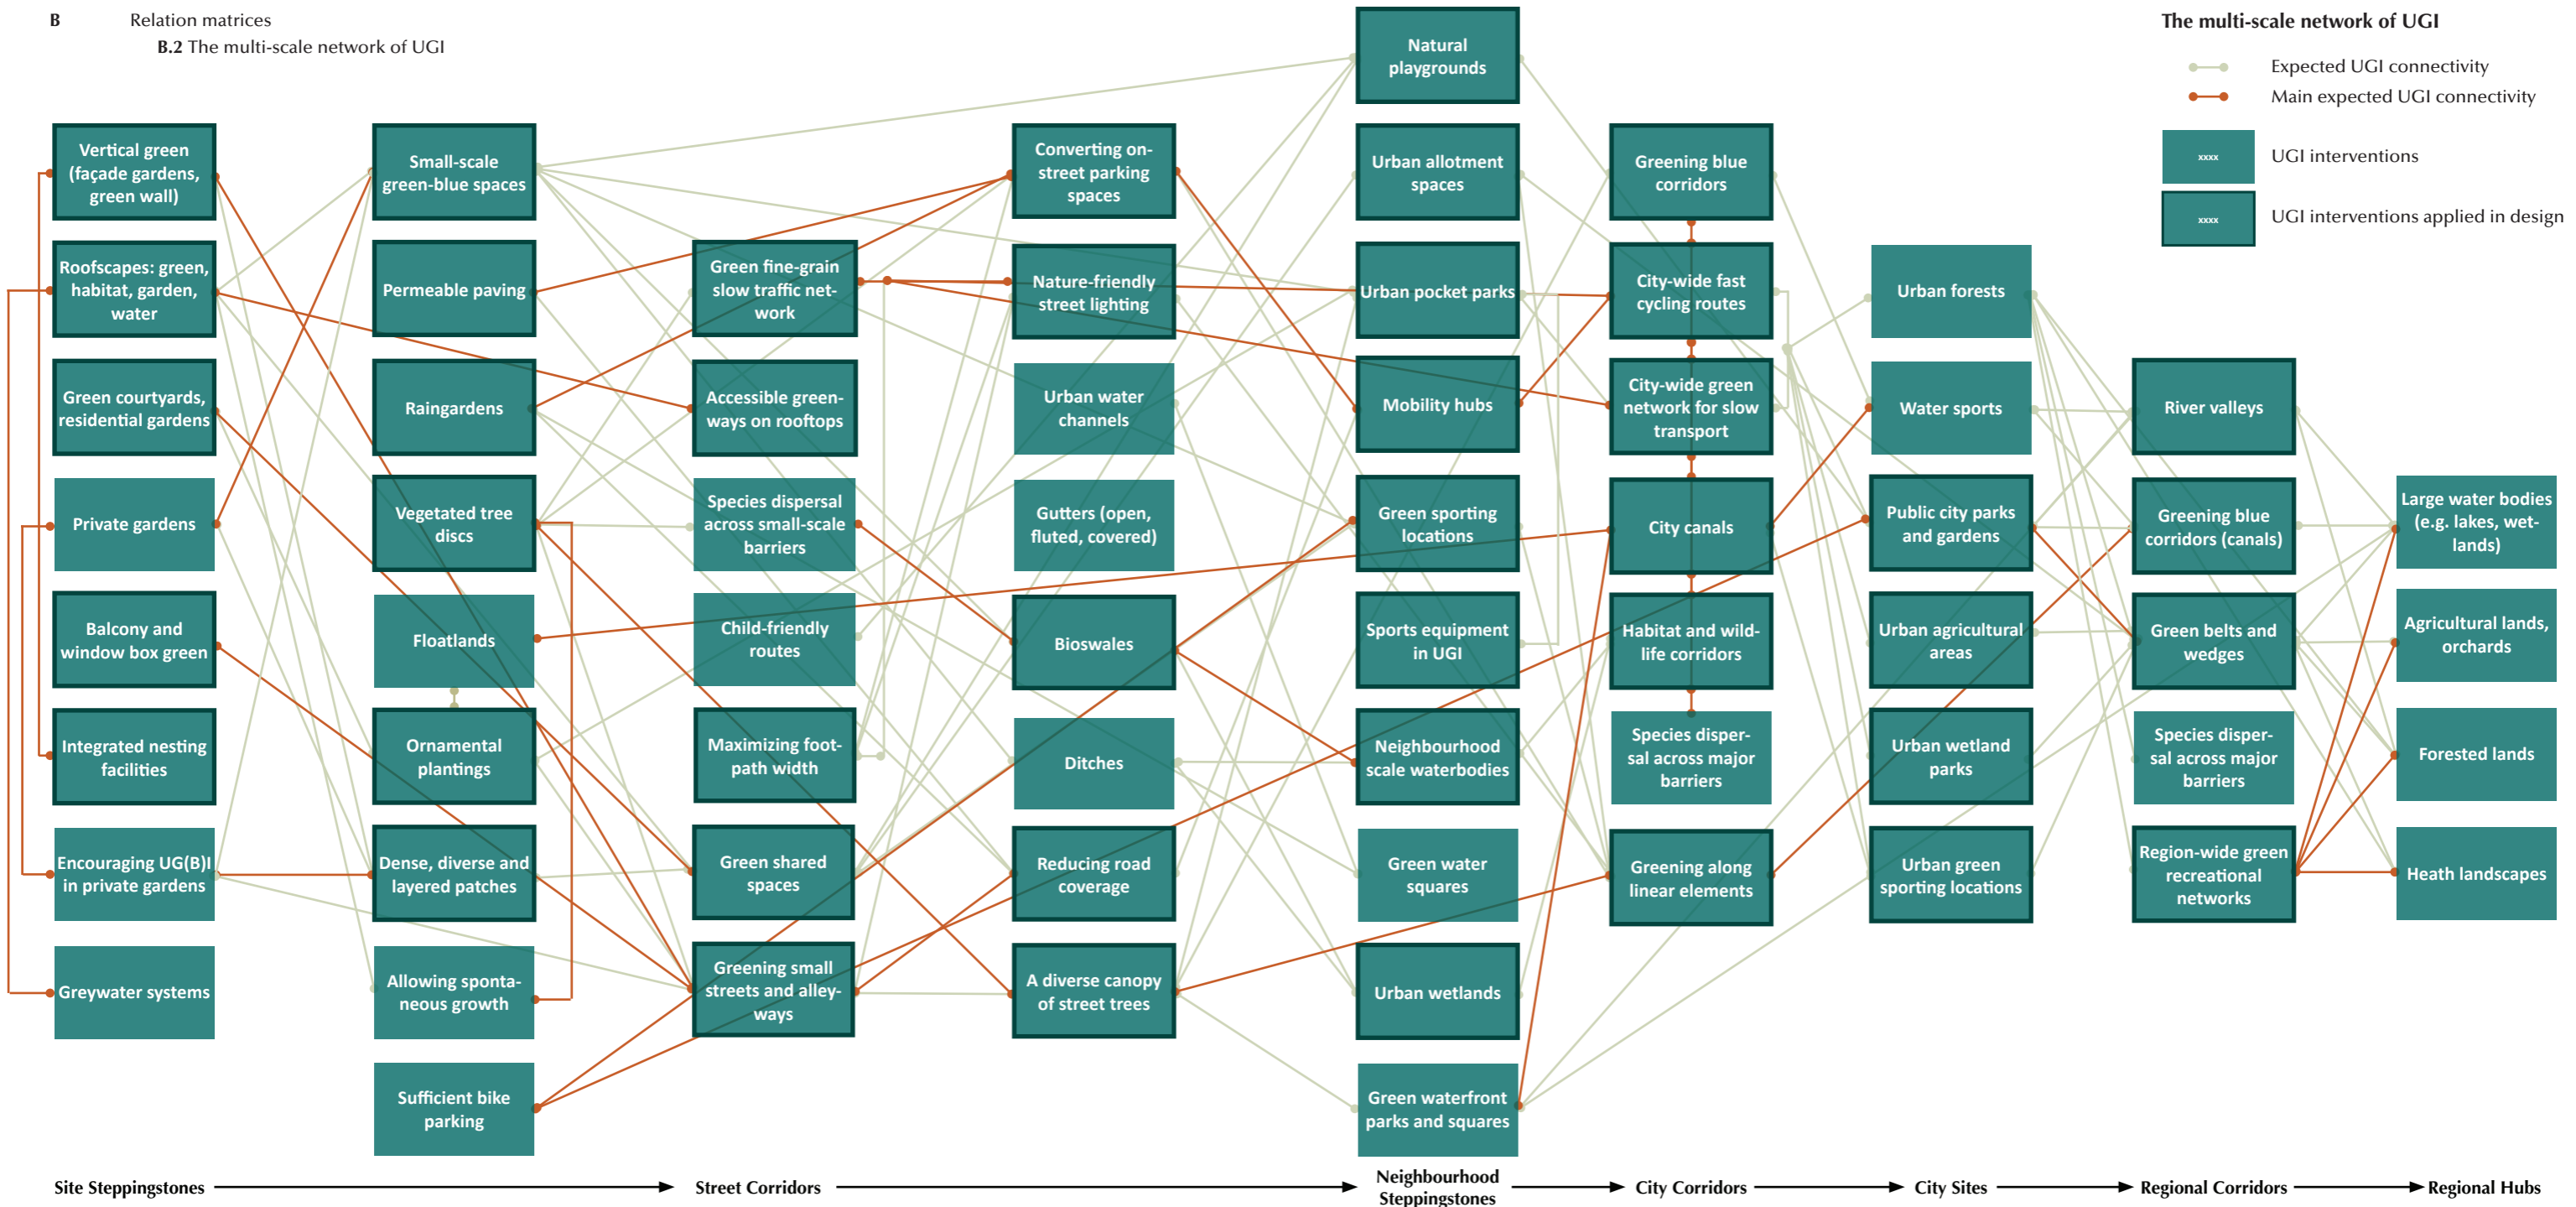 B Relation matrices
B.2 The multi-scale network of UGI
The multi-scale network of UGI
Expected UGI connectivity
Main expected UGI connectivity
xxxx
UGI interventions
xxxx
UGI interventions applied in design
Vertical green
(façade gardens,
green wall)
Roofscapes: green,
habitat, garden,
water
Green courtyards,
residential gardens
Private gardens
Balcony and
window box green
Integrated nesting
facilities
Encouraging UG(B)I
in private gardens
Greywater systems
Small-scale
green-blue spaces
Permeable paving
Raingardens
Vegetated tree
discs
Floatlands
Ornamental
plantings
Dense, diverse and
layered patches
Allowing sponta-
neous growth
Sufficient bike
parking
Green fine-grain
slow traffic net-
work
Accessible green-
ways on rooftops
Species dispersal
across small-scale
barriers
Child-friendly
routes
Maximizing foot-
path width
Green shared
spaces
Greening small
streets and alley-
ways
Converting on-
street parking
spaces
Nature-friendly
street lighting
Urban water
channels
Gutters (open,
fluted, covered)
Bioswales
Ditches
Reducing road
coverage
A diverse canopy
of street trees
Natural
playgrounds
Urban allotment
spaces
Urban pocket parks
Mobility hubs
Green sporting
locations
Sports equipment
in UGI
Neighbourhood
scale waterbodies
Green water
squares
Urban wetlands
Green waterfront
parks and squares
Greening blue
corridors
City-wide fast
cycling routes
City-wide green
network for slow
transport
City canals
Habitat and wild-
life corridors
Species disper-
sal across major
barriers
Greening along
linear elements
Urban forests
Water sports
Public city parks
and gardens
Urban agricultural
areas
Urban wetland
parks
Urban green
sporting locations
River valleys
Greening blue
corridors (canals)
Green belts and
wedges
Species disper-
sal across major
barriers
Region-wide green
recreational
networks
Large water bodies
(e.g. lakes, wet-
lands)
Agricultural lands,
orchards
Forested lands
Heath landscapes
Site Steppingstones
Street Corridors
Neighbourhood
Steppingstones
City Corridors
City Sites
Regional Corridors
Regional Hubs